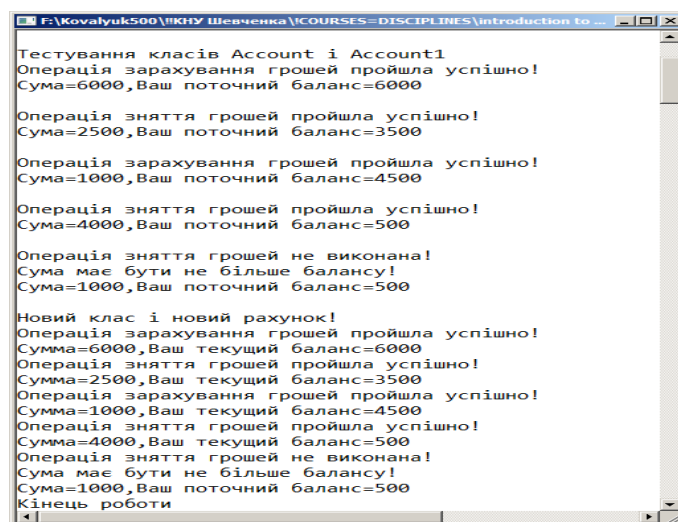 F:\Kovalyuk500\!!КНУ Шевченка\!COURSES=DISCIPLINES\introduction to ...
Тестування класів Account і Account1
Операція зарахування грошей пройшла успішно!
Сума=6000,Ваш поточний баланс=6000
Операція зняття грошей пройшла успішно!
Сума=2500,Ваш поточний баланс=3500
Операція зарахування грошей пройшла успішно!
Сума=1000,Ваш поточний баланс=4500
Операція зняття грошей пройшла успішно!
Сума=4000,Ваш поточний баланс=500
Операція зняття грошей не виконана!
Сума має бути не більше балансу!
Сума=1000,Ваш поточний баланс=500
Новий клас і новий рахунок!
Операція зарахування грошей пройшла успішно!
Сумма=6000,Ваш текущий баланс=6000
Операція зняття грошей пройшла успішно!
Сумма=2500,Ваш текущий баланс=3500
Операція зарахування грошей пройшла успішно!
Сумма=1000,Ваш текущий баланс=4500
Операція зняття грошей пройшла успішно!
Сумма=4000,Ваш текущий баланс=500
Операція зняття грошей не виконана!
Сума має бути не більше балансу!
Сума=1000,Ваш поточний баланс=500
Кінець роботи